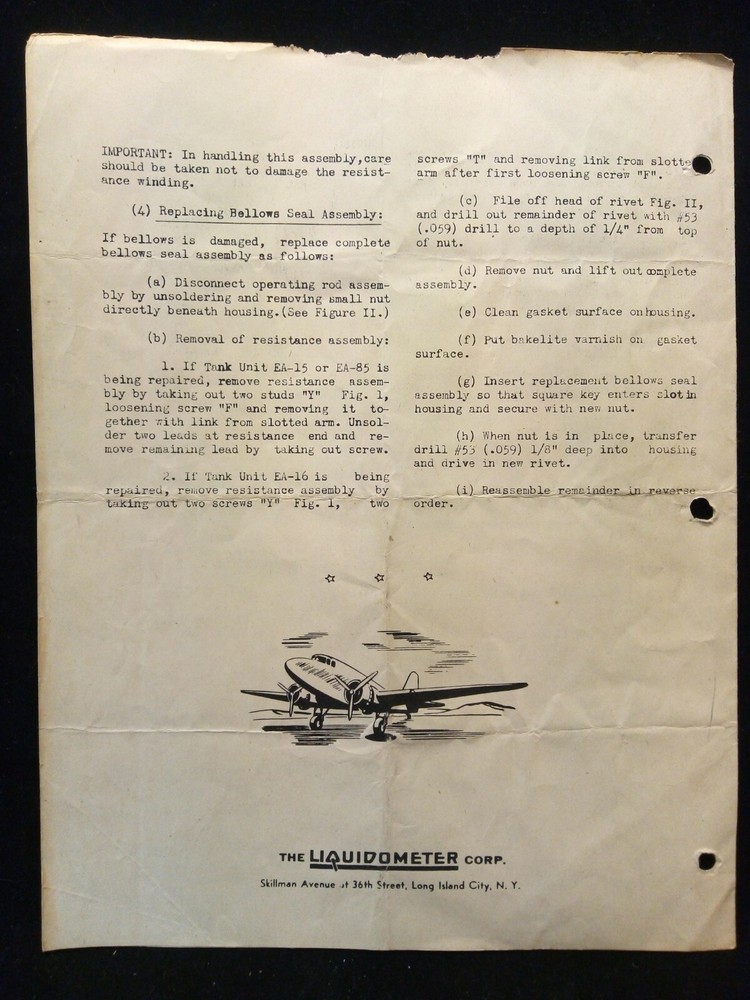 IMPORTANT: In handling this assembly,care
should be taken not to damage the resist-
ance winding.
(4) Replacing Bellows Seal Assembly:
If bellows is damaged, replace complete
bellows seal assembly as follows:
(a) Disconnect operating rod assem-
bly by unsoldering and removing small nut
directly beneath housing.(See Figure II.)
(b) Removal of resistance assembly:
1. If Tank Unit EA-15 or EA-85 is
being repaired, remove resistance assem-
bly by taking out two studs "Y" Fig. 1,
loosening screw "F" and removing it to-
gether with link from slotted arm. Unsol-
der two leads at resistance end and re-
move remaining lead by taking out screw.
2. If Tank Unit EA-16 is being
repaired, remove resistance assembly by
taking out two screws "Y" Fig. 1, two
screws "T" and removing link from slotte
arm after first loosening screw "F".
(c) File off head of rivet Fig. II,
and drill out remainder of rivet with #53
(.059) drill to a depth of 1/4" from top
of nut.
(d) Remove nut and lift out complete
assembly.
(e) Clean gasket surface on housing.
(f) Put bakelite varnish on gasket
surface.
(g) Insert replacement bellows seal
assembly so that square key enters slot in
housing and secure with new nut.
(h) When nut is in place, transfer
drill #53 (.059) 1/8" deep into housing
and drive in new rivet.
(i) Reassemble remainder in reverse
order.
THE LIQUIDOMETER CORP.
Skillman Avenue at 36th Street, Long Island City, N. Y.